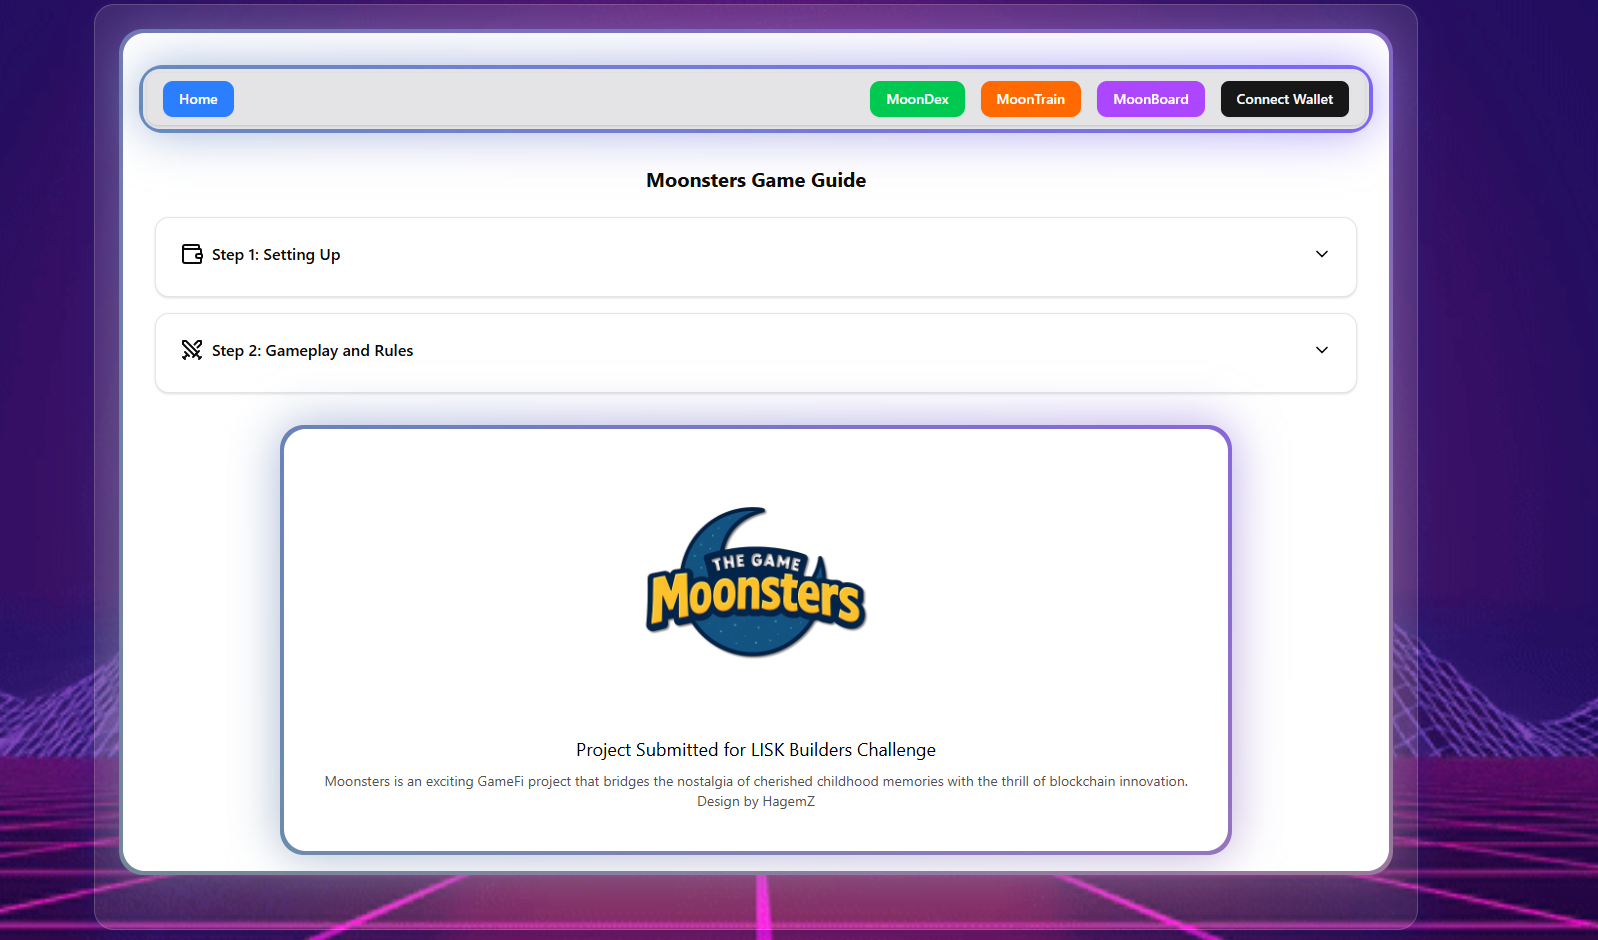 Home
MoonDex
MoonTrain
MoonBoard
Connect Wallet
Moonsters Game Guide
Step 1: Setting Up
Step 2: Gameplay and Rules
THE GAME
Moonsters
Project Submitted for LISK Builders Challenge
Moonsters is an exciting GameFi project that bridges the nostalgia of cherished childhood memories with the thrill of blockchain innovation.
Design by HagemZ